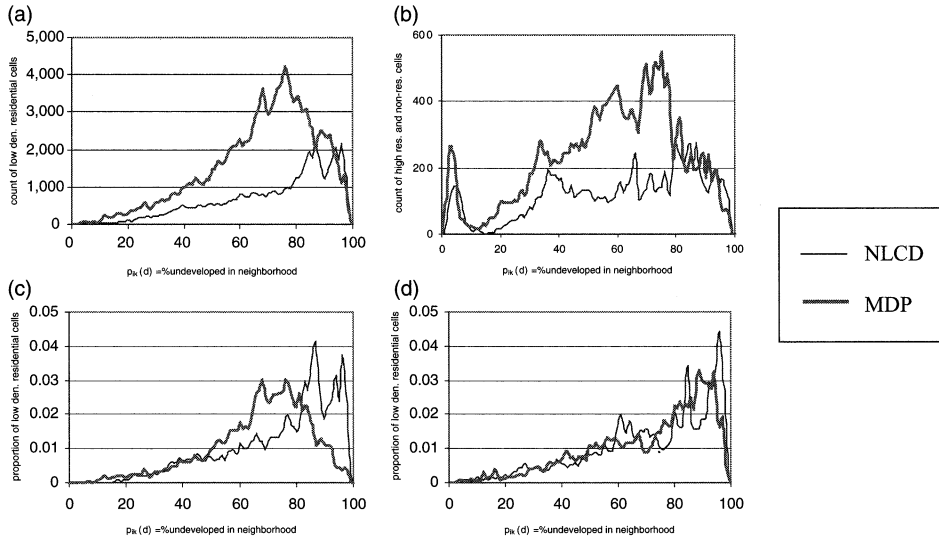 (a)
count of low den. residential cells
5,000
4,000
3,000
2,000
1,000
0
0 20 40 60 80 100
p_ik (d) =%undeveloped in neighborhood
(b)
count of high res. and non-res. cells
600
400
200
0
0 20 40 60 80 100
p_ik (d) =%undeveloped in neighborhood
NLCD
MDP
(c)
proportion of low den. residential cells
0.05
0.04
0.03
0.02
0.01
0
0 20 40 60 80 100
p_ik (d) =%undeveloped in neighborhood
(d)
proportion of low den. residential cells
0.05
0.04
0.03
0.02
0.01
0
0 20 40 60 80 100
p_ik (d) =%undeveloped in neighborhood